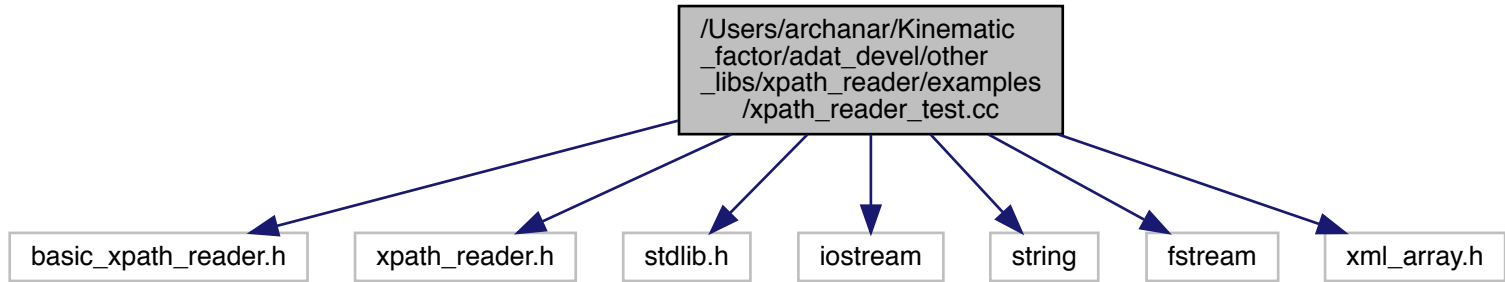 /Users/archanar/Kinematic
_factor/adat_devel/other
_libs/xpath_reader/examples
/xpath_reader_test.cc
basic_xpath_reader.h
xpath_reader.h
stdlib.h
iostream
string
fstream
xml_array.h